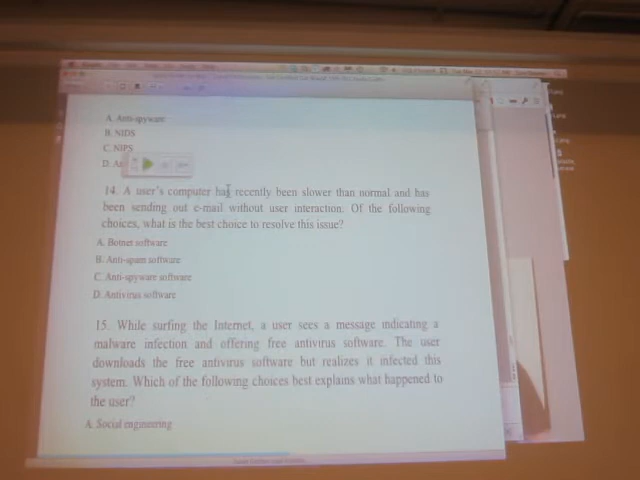 A. Anti-spyware
B. NIDS
C. NIPS
D. An
14. A user's computer has recently been slower than normal and has
been sending out e-mail without user interaction. Of the following
choices, what is the best choice to resolve this issue?
A. Botnet software
B. Anti-spam software
C. Anti-spyware software
D. Antivirus software
15. While surfing the Internet, a user sees a message indicating a
malware infection and offering free antivirus software. The user
downloads the free antivirus software but realizes it infected this
system. Which of the following choices best explains what happened to
the user?
A. Social engineering